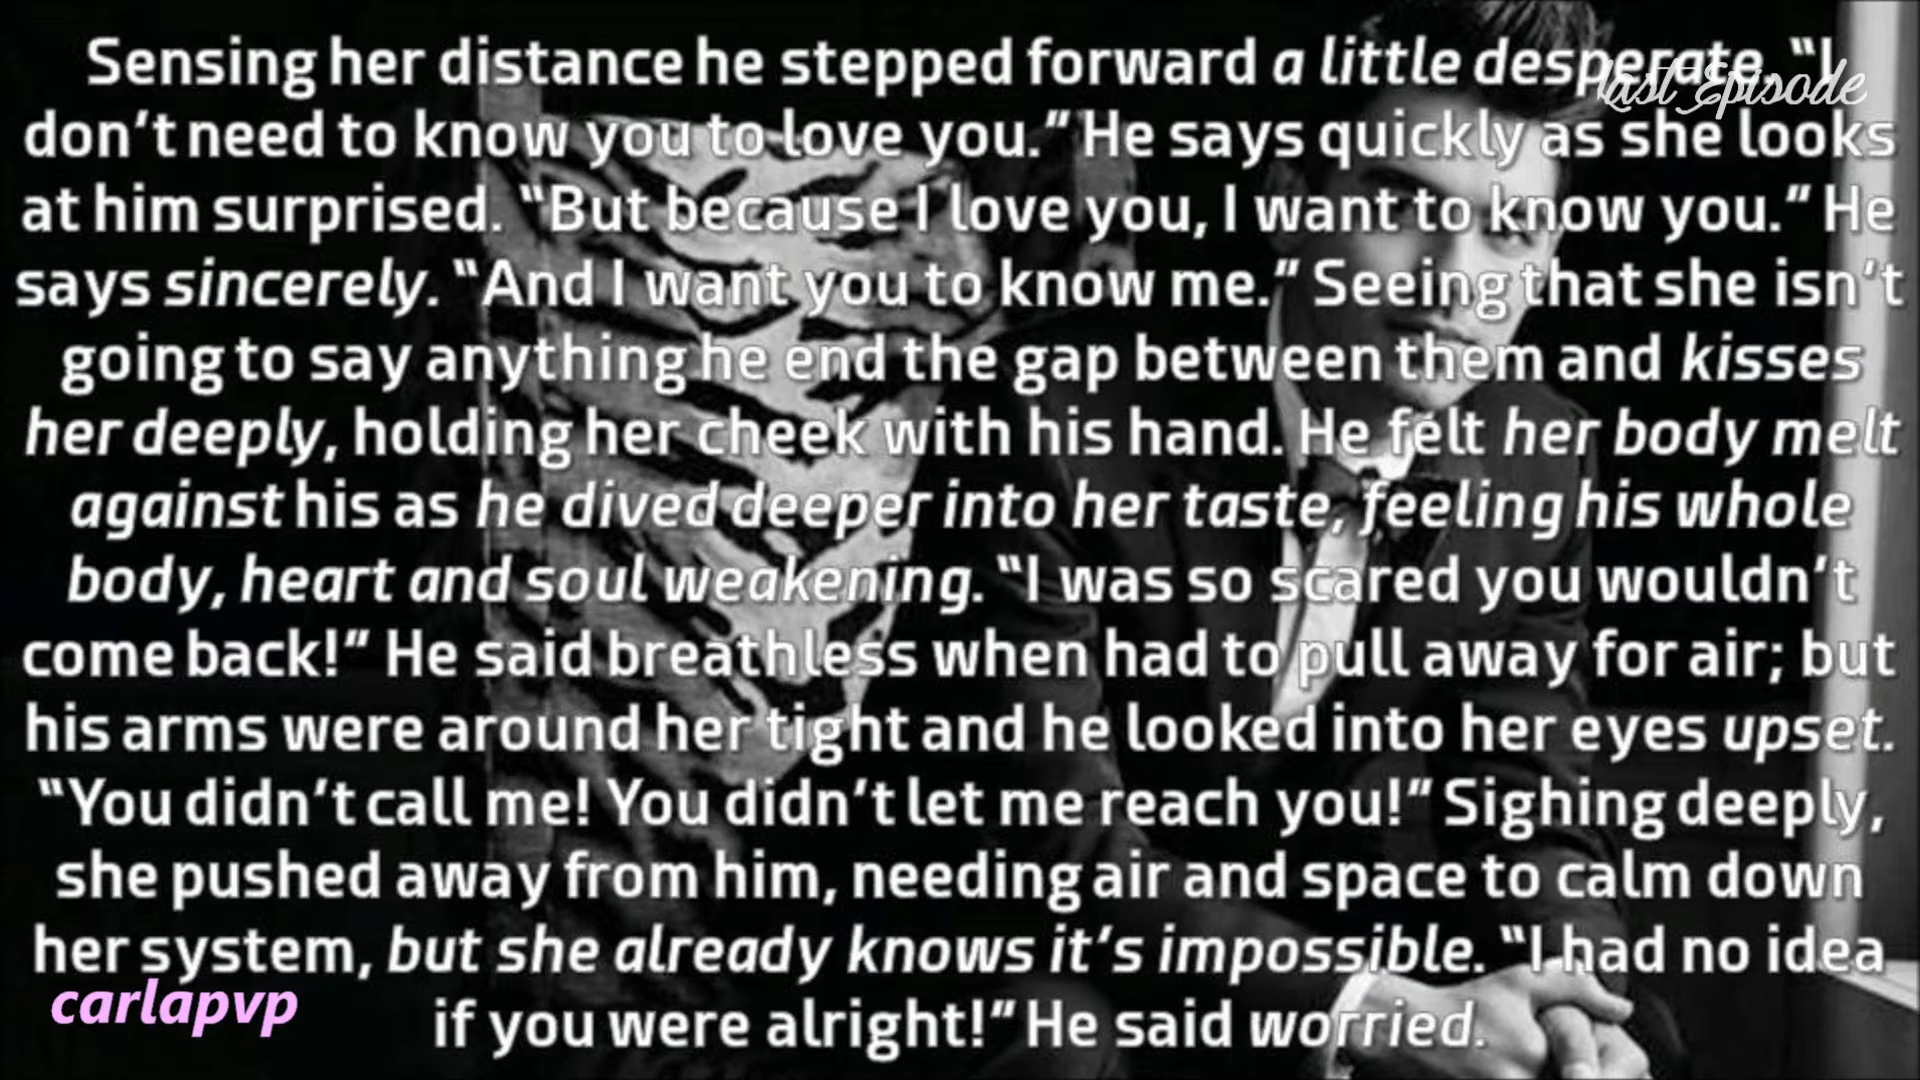 Last Episode
Sensing her distance he stepped forward a little desperate. “I
don’t need to know you to love you.” He says quickly as she looks
at him surprised. “But because I love you, I want to know you.” He
says sincerely. “And I want you to know me.” Seeing that she isn’t
going to say anything he end the gap between them and kisses
her deeply, holding her cheek with his hand. He felt her body melt
against his as he dived deeper into her taste, feeling his whole
body, heart and soul weakening. “I was so scared you wouldn’t
come back!” He said breathless when had to pull away for air; but
his arms were around her tight and he looked into her eyes upset.
“You didn’t call me! You didn’t let me reach you!” Sighing deeply,
she pushed away from him, needing air and space to calm down
her system, but she already knows it’s impossible. “I had no idea
if you were alright!” He said worried.
carlapvp